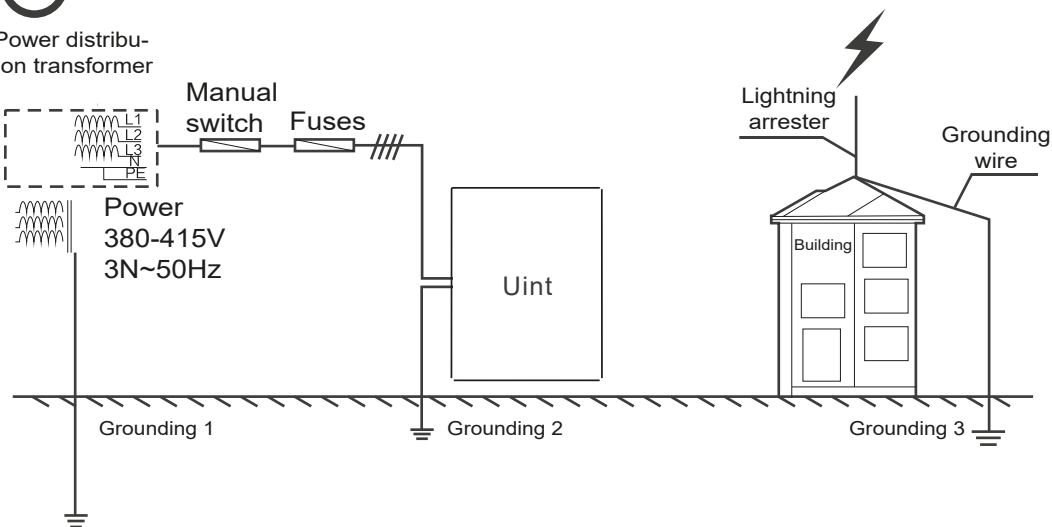 Power distribu-
on transformer
L1
L2
L3
N
PE
Manual
switch
Fuses
Power
380-415V
3N~50Hz
Uint
Lightning
arrester
Grounding
wire
Building
Grounding 1
Grounding 2
Grounding 3